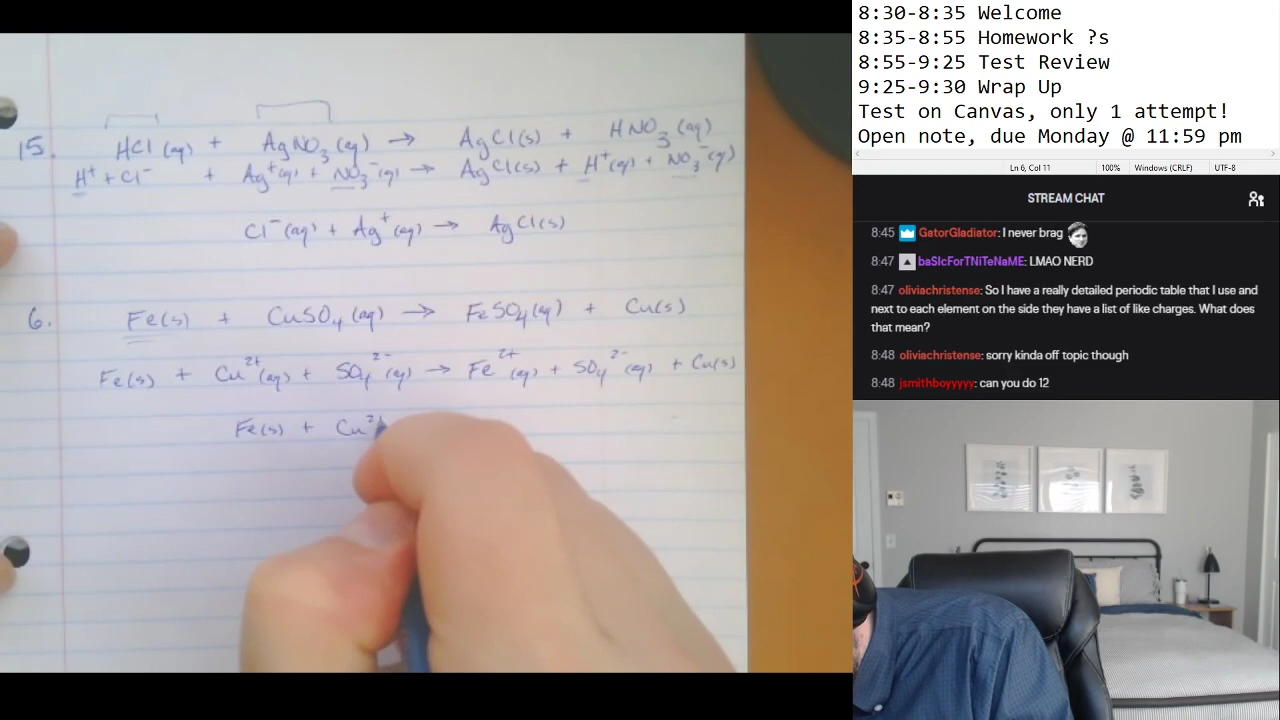 15. HCl (aq) + AgNO₃ (aq) → AgCl(s) + HNO₃ (aq)
H⁺ + Cl⁻ + Ag⁺(aq) + NO₃⁻(aq) → AgCl(s) + H⁺(aq) + NO₃⁻(aq)
Cl⁻(aq) + Ag⁺(aq) → AgCl(s)
6. Fe(s) + CuSO₄(aq) → FeSO₄(aq) + Cu(s)
Fe(s) + Cu²⁺(aq) + SO₄²⁻(aq) → Fe²⁺(aq) + SO₄²⁻(aq) + Cu(s)
Fe(s) + Cu²⁺
8:30-8:35 Welcome
8:35-8:55 Homework ?s
8:55-9:25 Test Review
9:25-9:30 Wrap Up
Test on Canvas, only 1 attempt!
Open note, due Monday @ 11:59 pm
Ln 6, Col 11 100% Windows (CRLF) UTF-8
STREAM CHAT
8:45 GatorGladiator: I never brag
8:47 baSIcForTNiTeNaME: LMAO NERD
8:47 oliviachristense: So I have a really detailed periodic table that I use and
next to each element on the side they have a list of like charges. What does
that mean?
8:48 oliviachristense: sorry kinda off topic though
8:48 jsmithboyyyyy: can you do 12